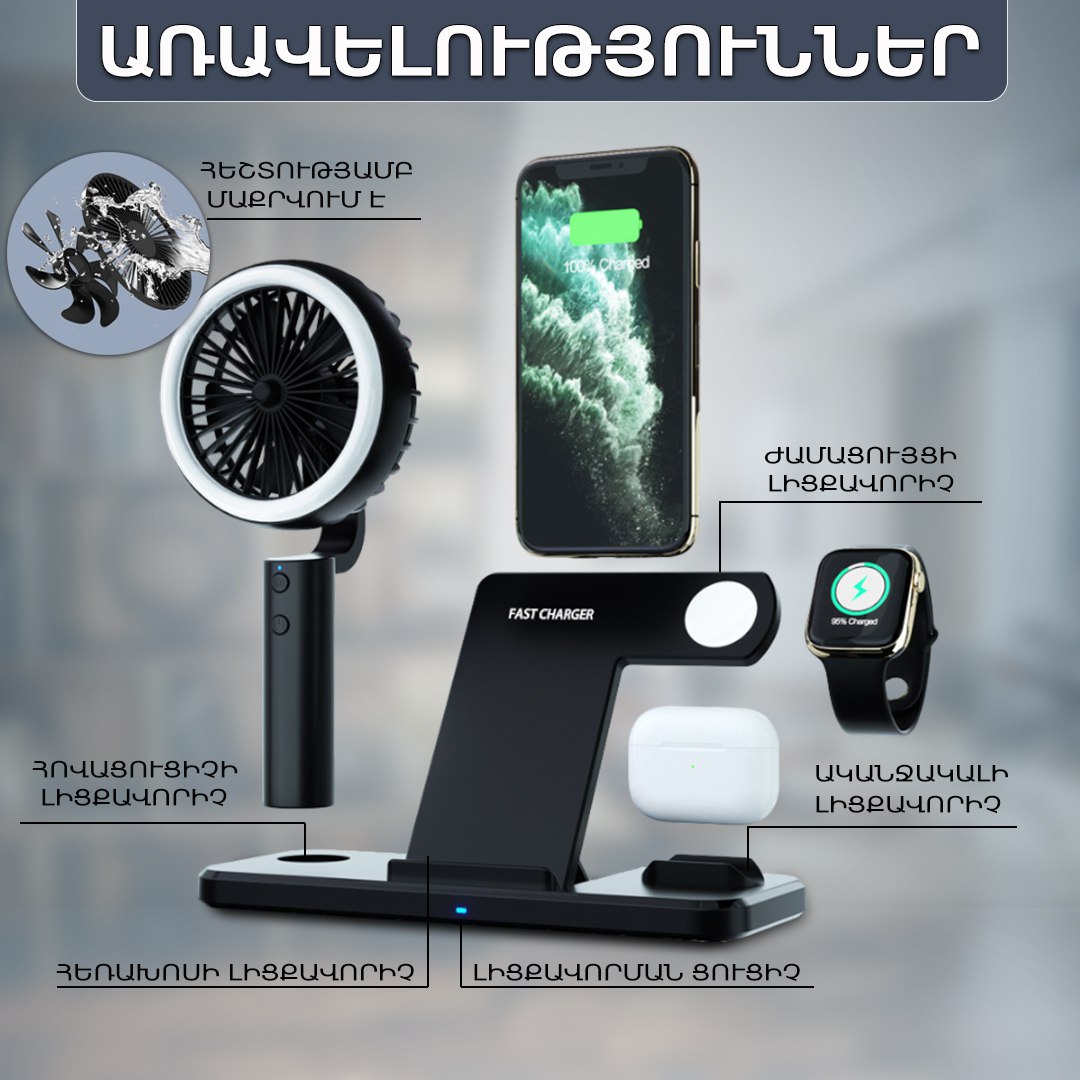 ԱՌԱՎԵԼՈՒԹՅՈՒՆՆԵՐ
ՀԵՇՏՈՒԹՅԱՄԲ
ՄԱՔՐՎՈՒՄ Է
100% Charged
ԺԱՄԱՑՈՒՅՑԻ
ԼԻՑՔԱՎՈՐԻՉ
FAST CHARGER
95% Charged
ՀՈՎԱՑՈՒՑԻՉԻ
ԼԻՑՔԱՎՈՐԻՉ
ԱԿԱՆՋԱԿԱԼԻ
ԼԻՑՔԱՎՈՐԻՉ
ՀԵՌԱԽՈՍԻ ԼԻՑՔԱՎՈՐԻՉ
ԼԻՑՔԱՎՈՐՄԱՆ ՑՈՒՑԻՉ